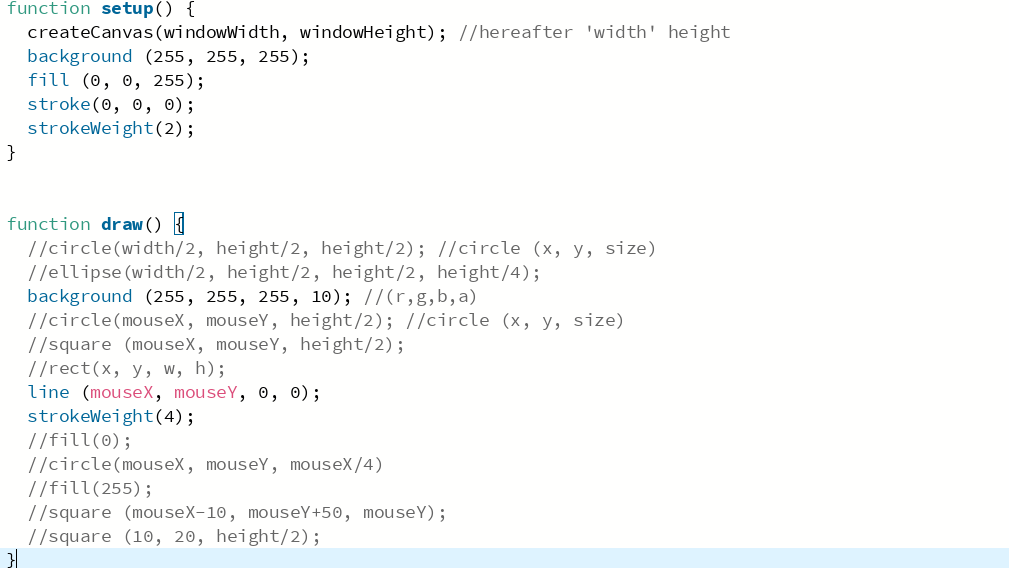 function setup() {
  createCanvas(windowWidth, windowHeight); //hereafter 'width' height
  background (255, 255, 255);
  fill (0, 0, 255);
  stroke(0, 0, 0);
  strokeWeight(2);
}
function draw() {
  //circle(width/2, height/2, height/2); //circle (x, y, size)
  //ellipse(width/2, height/2, height/2, height/4);
  background (255, 255, 255, 10); //(r,g,b,a)
  //circle(mouseX, mouseY, height/2); //circle (x, y, size)
  //square (mouseX, mouseY, height/2);
  //rect(x, y, w, h);
  line (mouseX, mouseY, 0, 0);
  strokeWeight(4);
  //fill(0);
  //circle(mouseX, mouseY, mouseX/4)
  //fill(255);
  //square (mouseX-10, mouseY+50, mouseY);
  //square (10, 20, height/2);
}